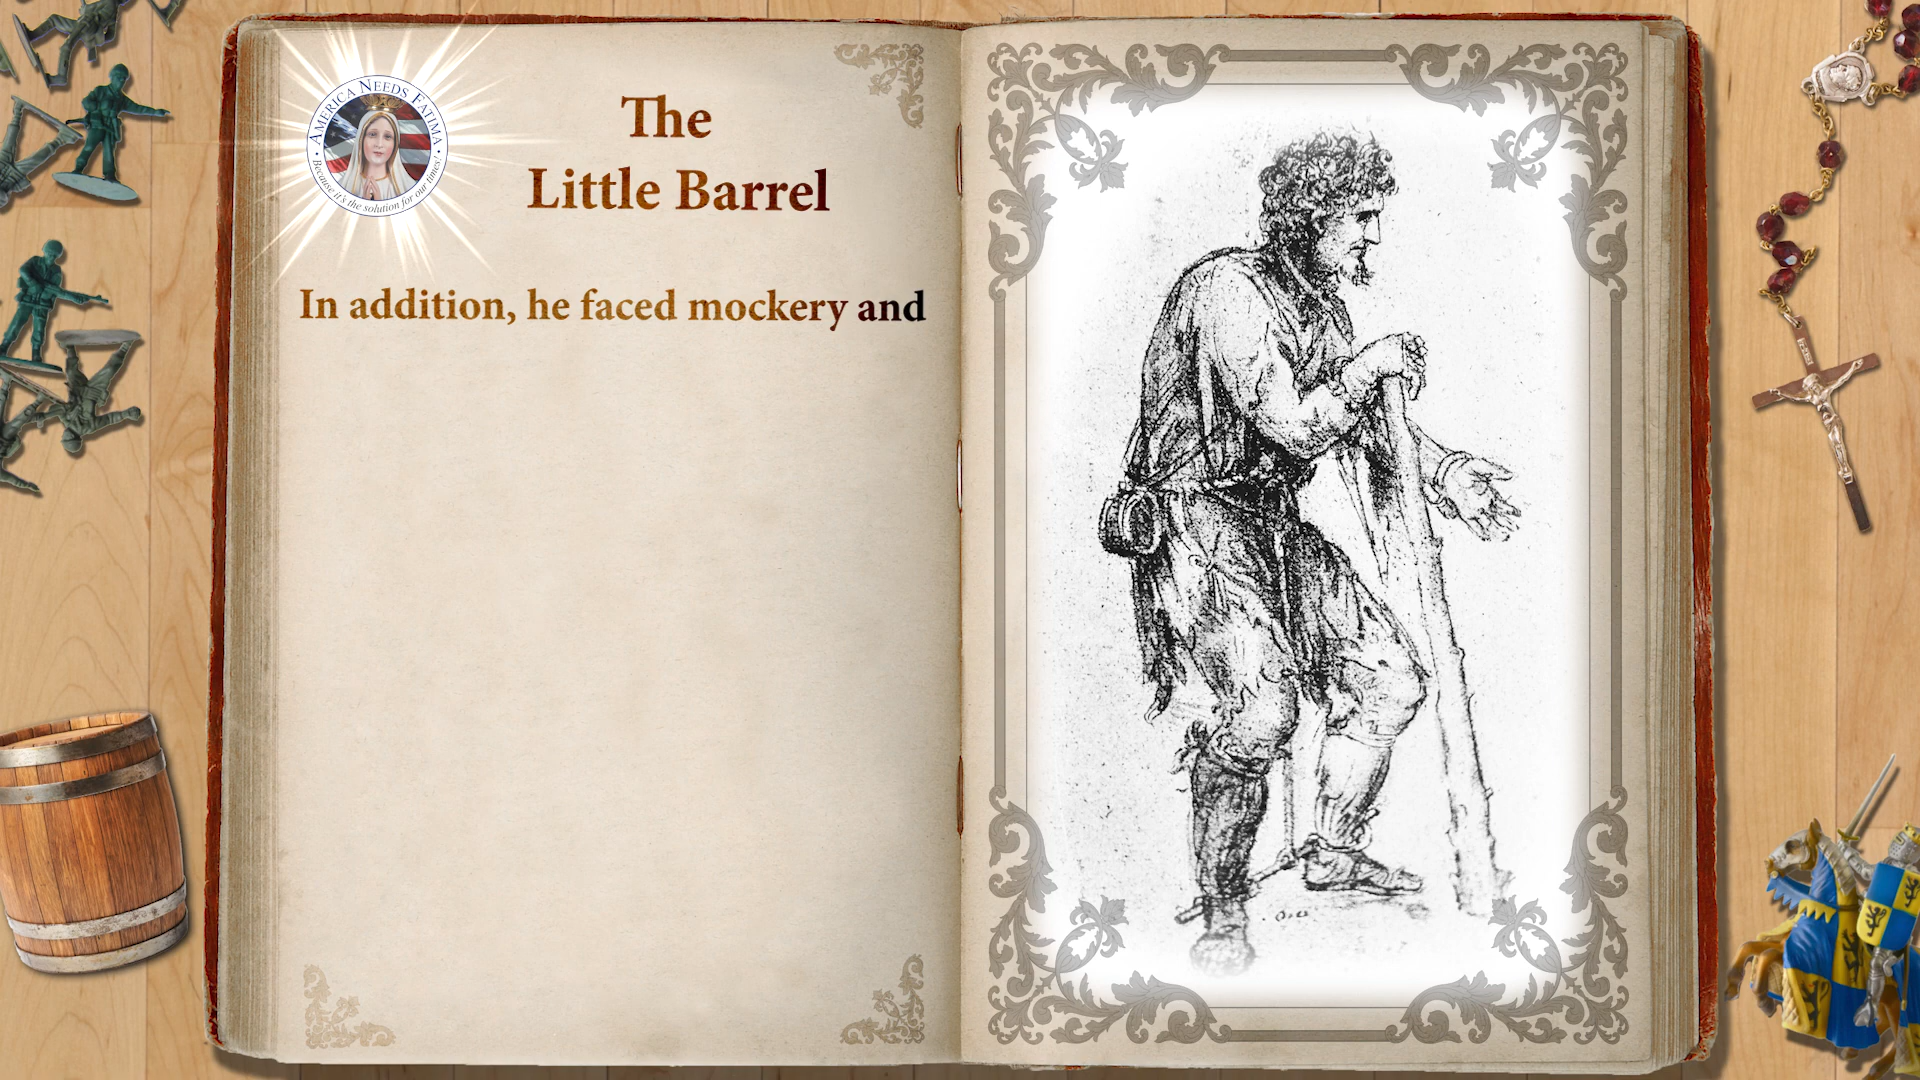 AMERICA NEEDS FATIMA
Because it's the solution for our times!
The
Little Barrel
In addition, he faced mockery and